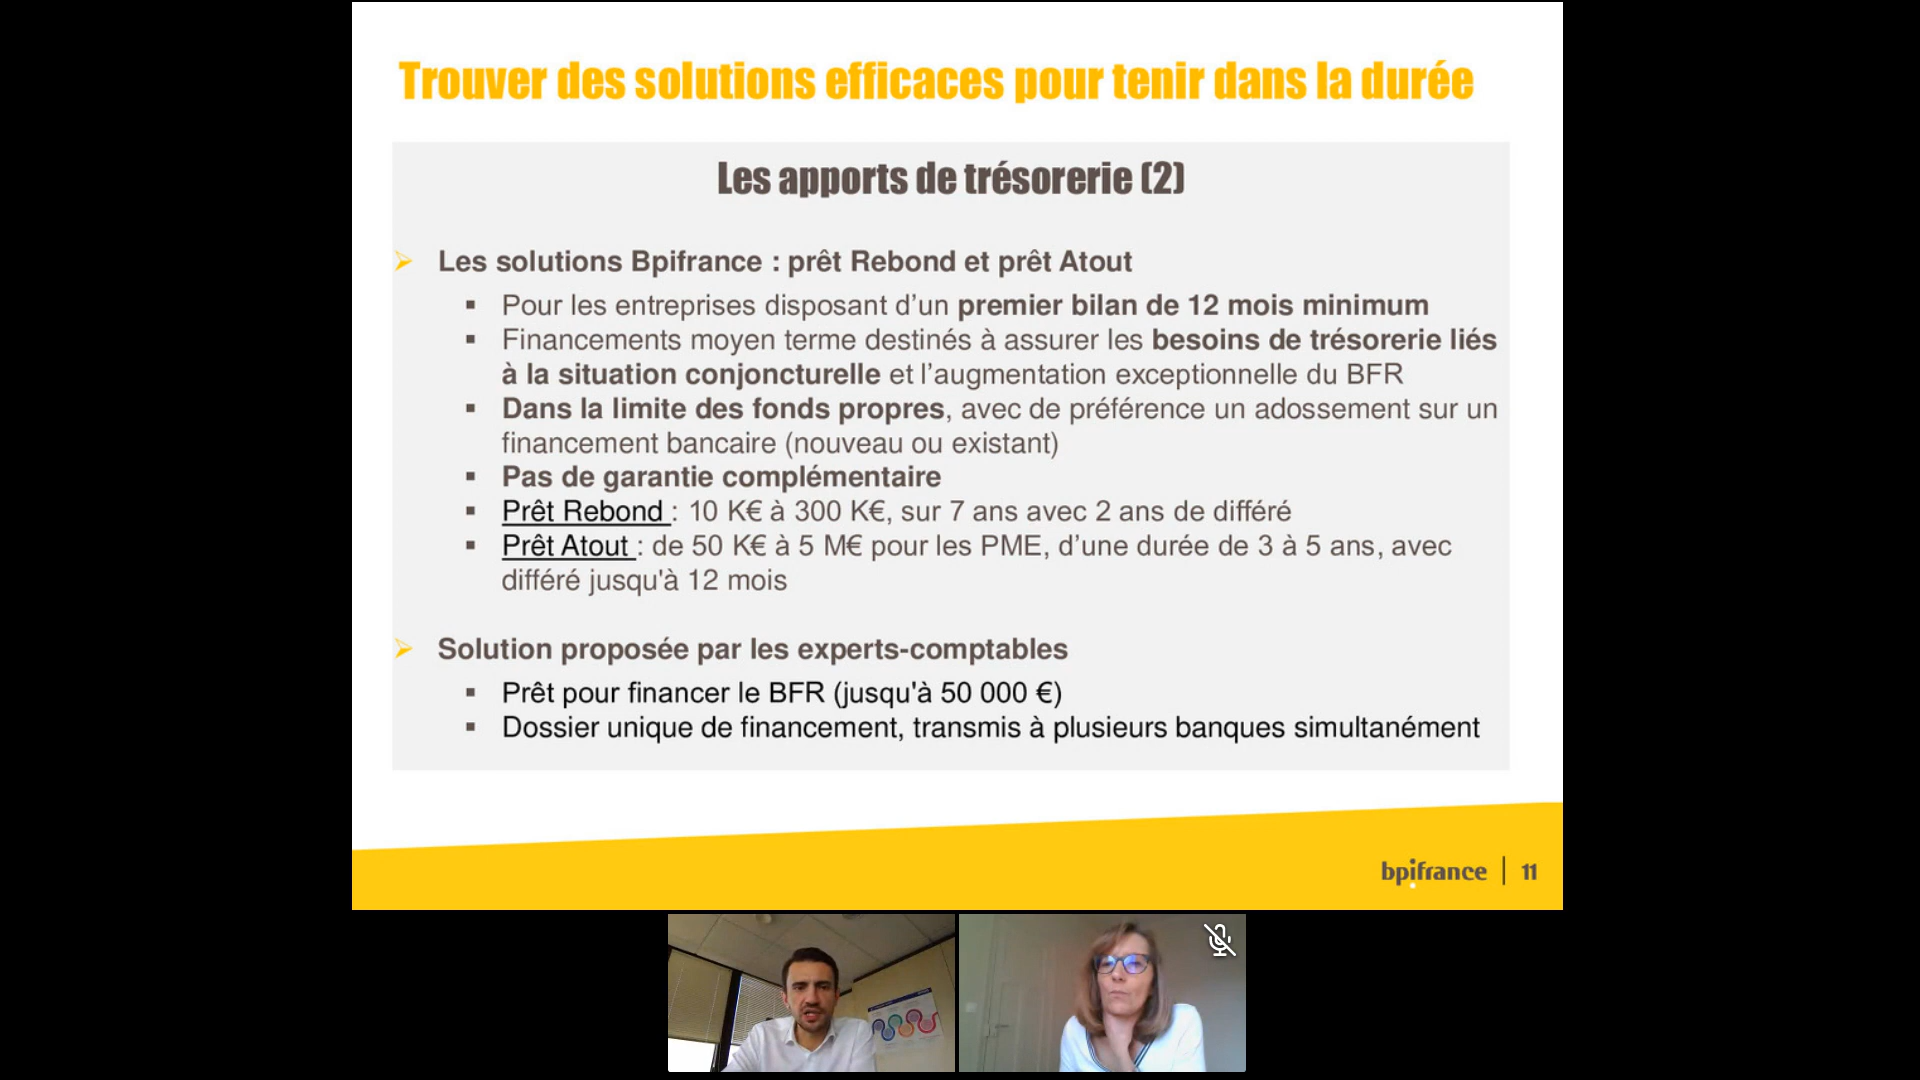 Trouver des solutions efficaces pour tenir dans la durée
Les apports de trésorerie (2)
Les solutions Bpifrance : prêt Rebond et prêt Atout
Pour les entreprises disposant d’un premier bilan de 12 mois minimum
Financements moyen terme destinés à assurer les besoins de trésorerie liés
à la situation conjoncturelle et l’augmentation exceptionnelle du BFR
Dans la limite des fonds propres, avec de préférence un adossement sur un
financement bancaire (nouveau ou existant)
Pas de garantie complémentaire
Prêt Rebond : 10 K€ à 300 K€, sur 7 ans avec 2 ans de différé
Prêt Atout : de 50 K€ à 5 M€ pour les PME, d’une durée de 3 à 5 ans, avec
différé jusqu'à 12 mois
Solution proposée par les experts-comptables
Prêt pour financer le BFR (jusqu'à 50 000 €)
Dossier unique de financement, transmis à plusieurs banques simultanément
bpifrance | 11